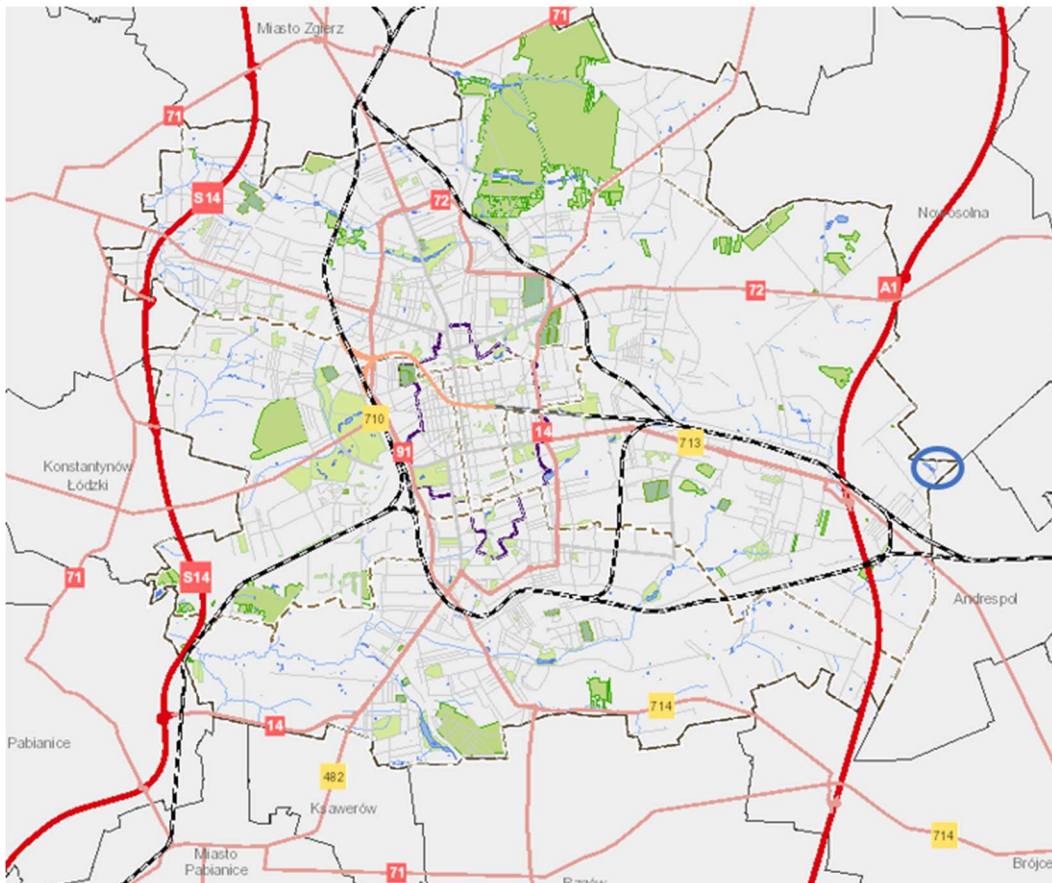 71
Miasto Zgierz
71
S14
72
Nowosolna
A1
72
710
14
713
91
Konstantynów
Łódzki
71
S14
Andrespol
714
14
Pabianice
482
Ksawerów
714
Miasto
Pabianice
71
Brójce